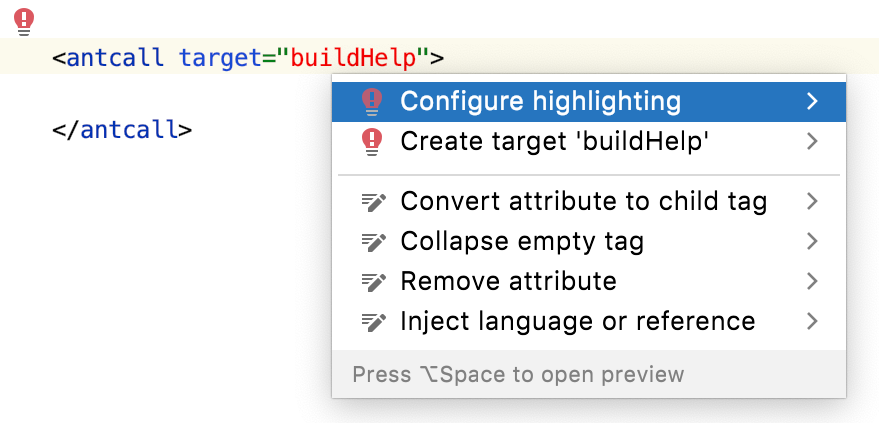 <antcall target="buildHelp">
Configure highlighting
Create target 'buildHelp'
</antcall>
Convert attribute to child tag
Collapse empty tag
Remove attribute
Inject language or reference
Press ⌥Space to open preview